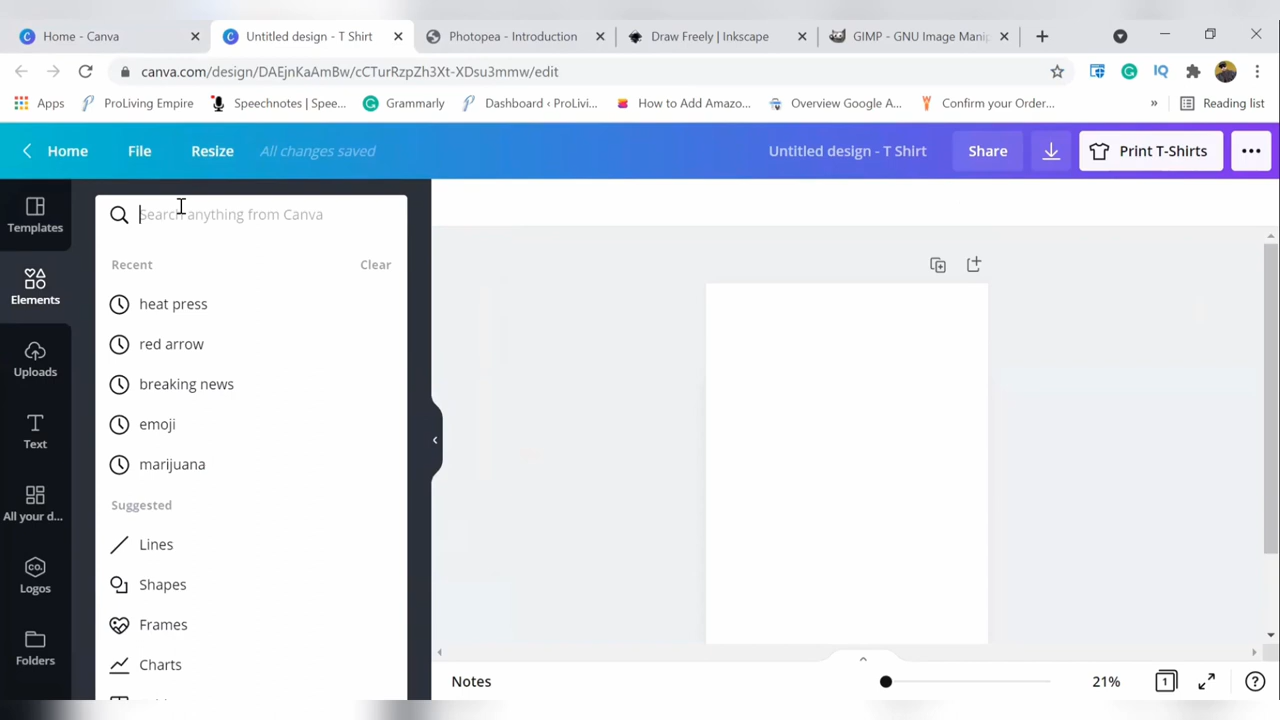 Home - Canva
Untitled design - T Shirt
Photopea - Introduction
Draw Freely | Inkscape
GIMP - GNU Image Manip
canva.com/design/DAEjnKaAmBw/cCTurRzpZh3Xt-XDsu3mmw/edit
IQ
Apps
ProLiving Empire
Speechnotes | Spee...
Grammarly
Dashboard ‹ ProLivi...
How to Add Amazo...
Overview Google A...
Confirm your Order...
»
Reading list
Home
File
Resize
All changes saved
Untitled design - T Shirt
Share
Print T-Shirts
Templates
Elements
Uploads
Text
All your d...
CO.
Logos
Folders
Search anything from Canva
Recent
Clear
heat press
red arrow
breaking news
emoji
marijuana
Suggested
Lines
Shapes
Frames
Charts
Notes
21%
1